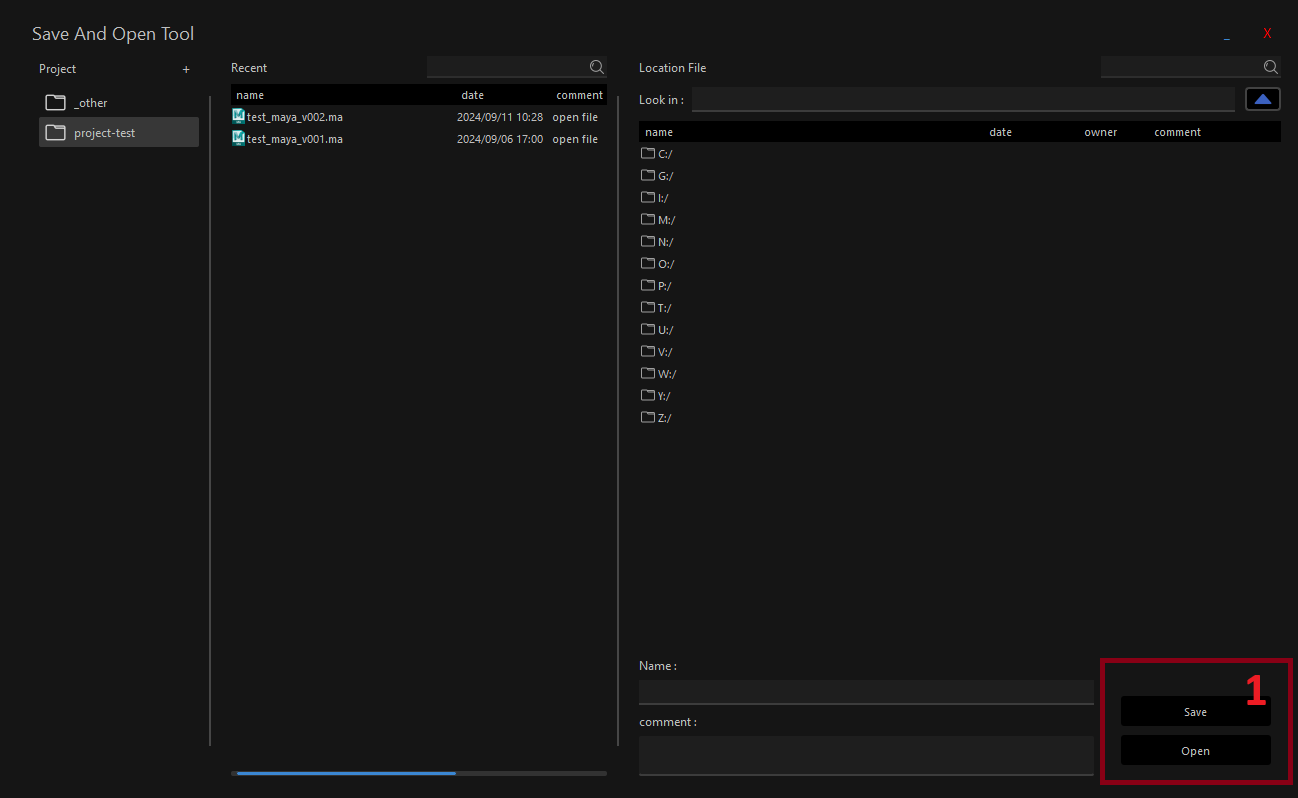 Save And Open Tool
_ X
Project +
_other
project-test
Recent
name date comment
test_maya_v002.ma 2024/09/11 10:28 open file
test_maya_v001.ma 2024/09/06 17:00 open file
Location File
Look in :
name date owner comment
C:/
G:/
I:/
M:/
N:/
O:/
P:/
T:/
U:/
V:/
W:/
Y:/
Z:/
Name :
comment :
1
Save
Open